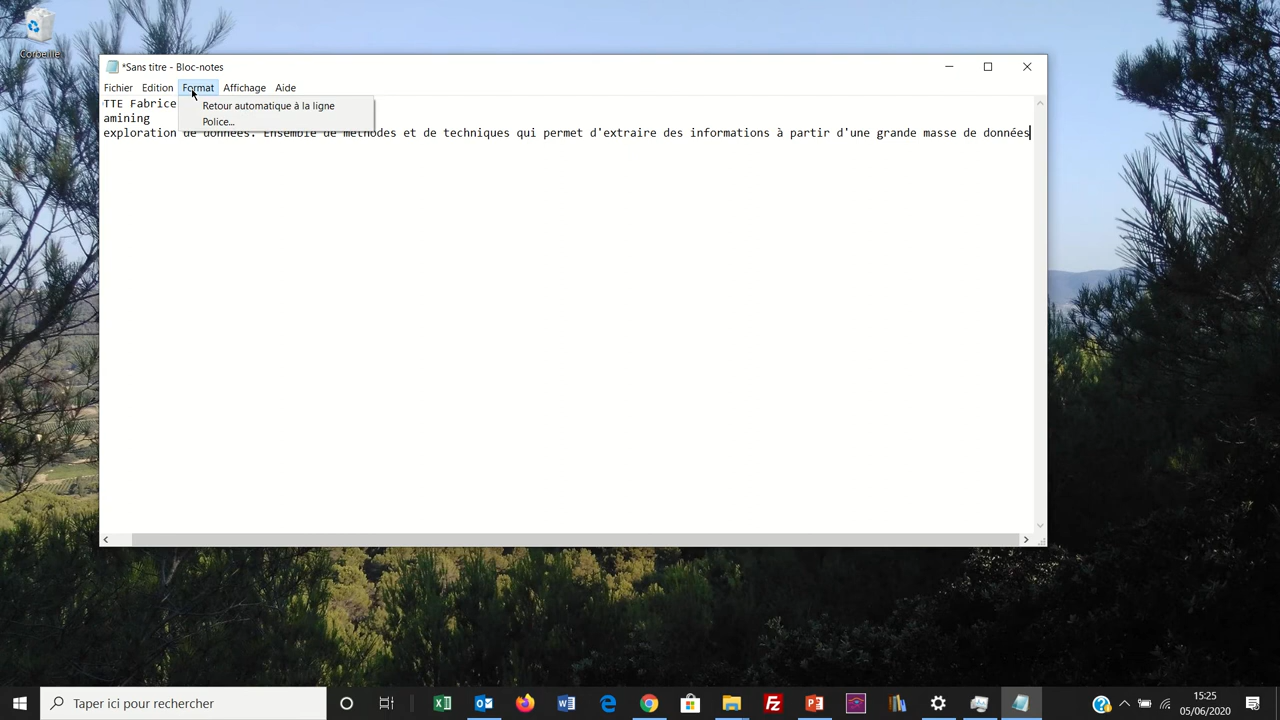 Corbeille
*Sans titre - Bloc-notes
Fichier Edition Format Affichage Aide
TTE Fabrice
Retour automatique à la ligne
amining
Police...
exploration de données. Ensemble de méthodes et de techniques qui permet d'extraire des informations à partir d'une grande masse de données
Taper ici pour rechercher
15:25
05/06/2020